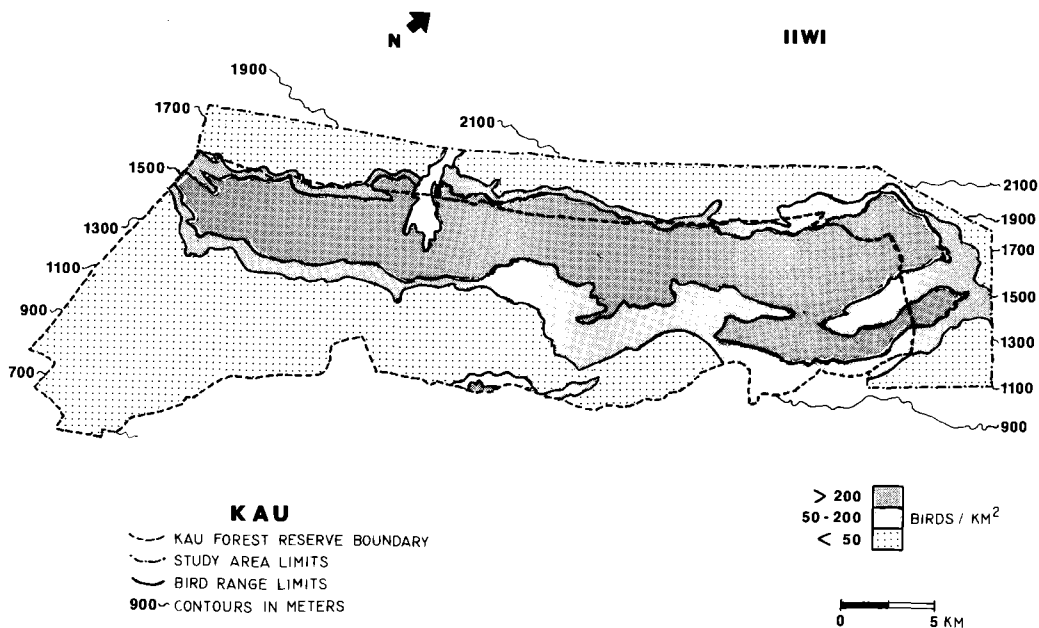 N
IIWI
1900
1700
2100
1500
1300
1100
900
700
2100
1900
1700
1500
1300
1100
900
KAU
KAU FOREST RESERVE BOUNDARY
STUDY AREA LIMITS
BIRD RANGE LIMITS
900 CONTOURS IN METERS
> 200
50-200 BIRDS / KM²
< 50
0 5 KM